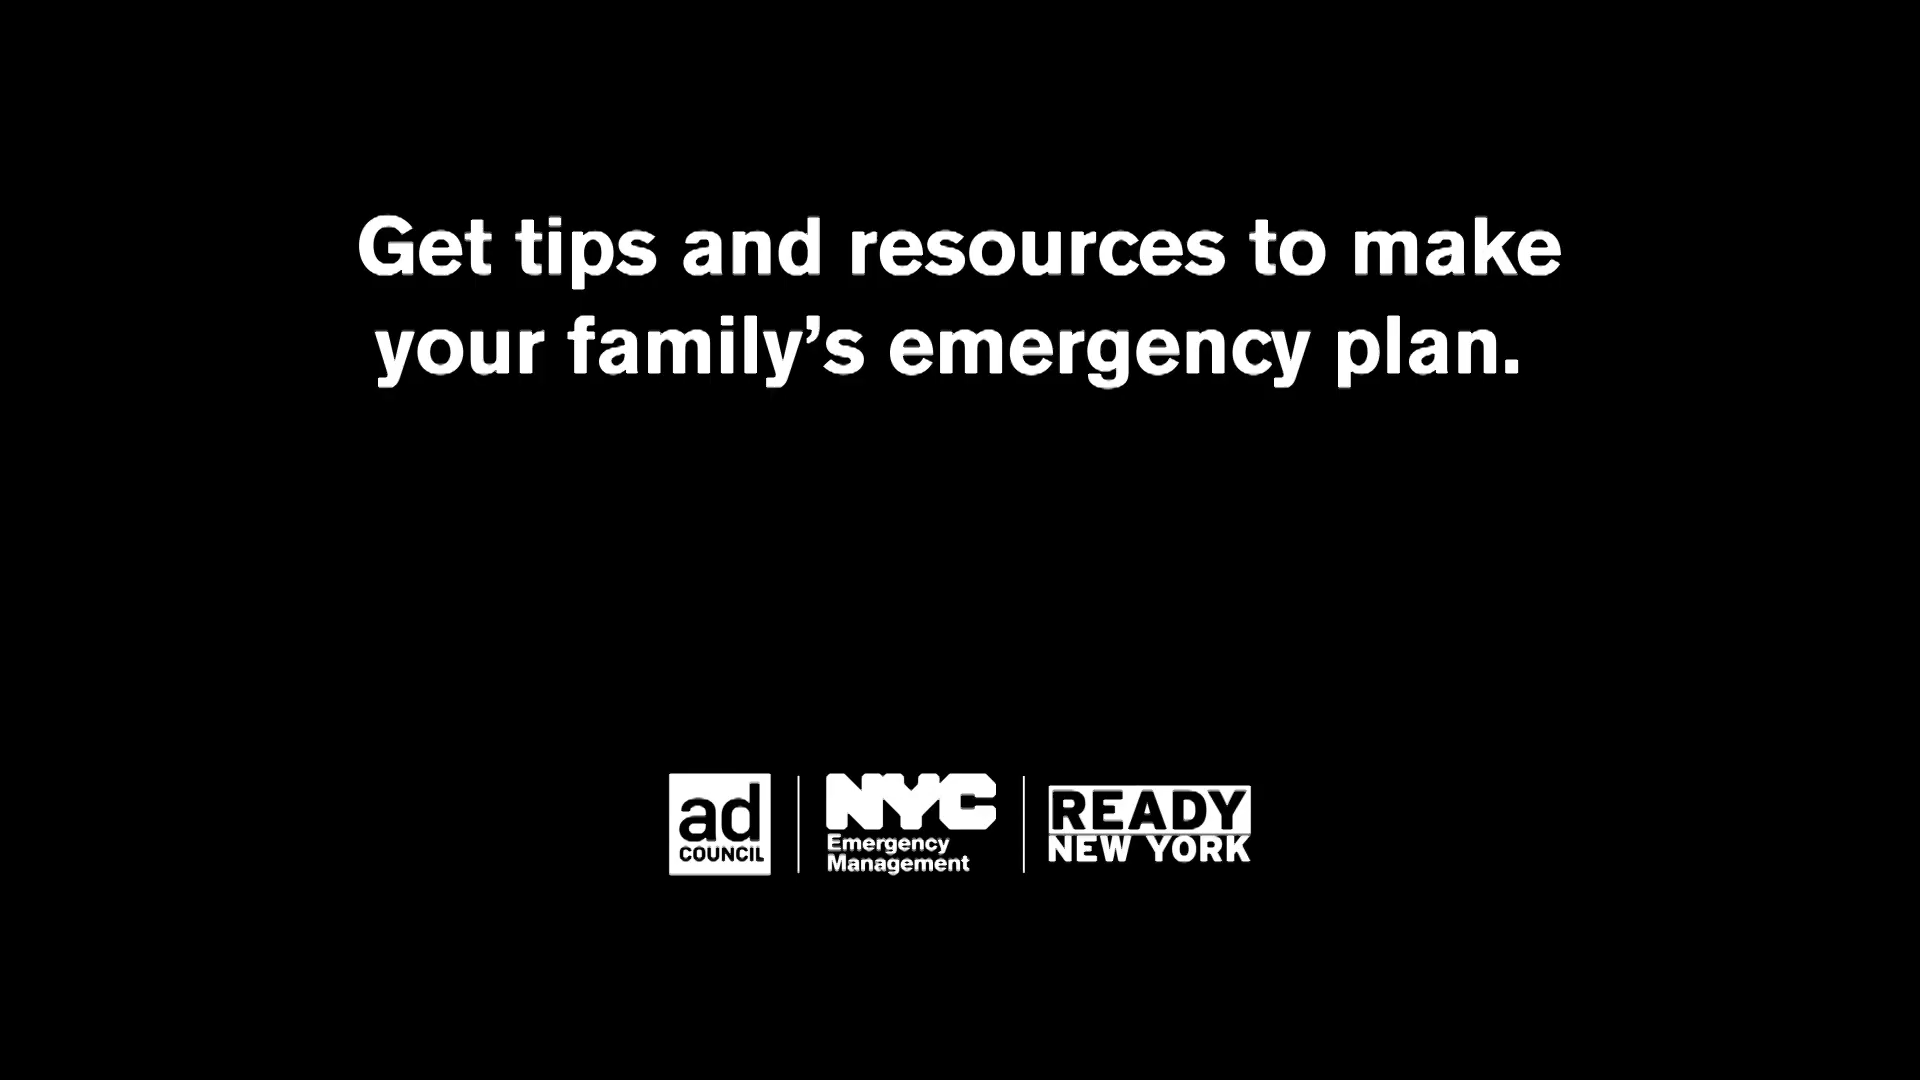 Get tips and resources to make
your family’s emergency plan.
ad
COUNCIL
NYC
Emergency
Management
READY
NEW YORK